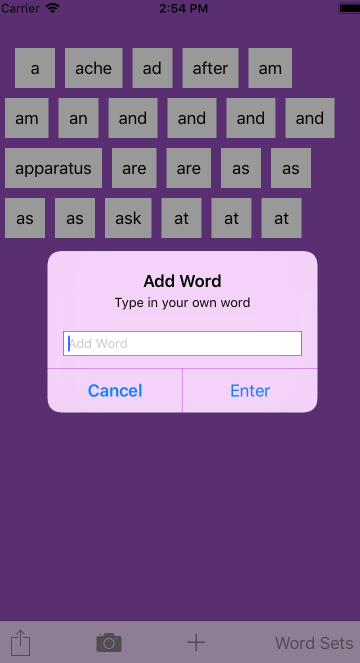 Carrier 2:54 PM
a ache ad after am
am an and and and and
apparatus are are as as
as as ask at at at
Add Word
Type in your own word
Add Word
Cancel Enter
Word Sets